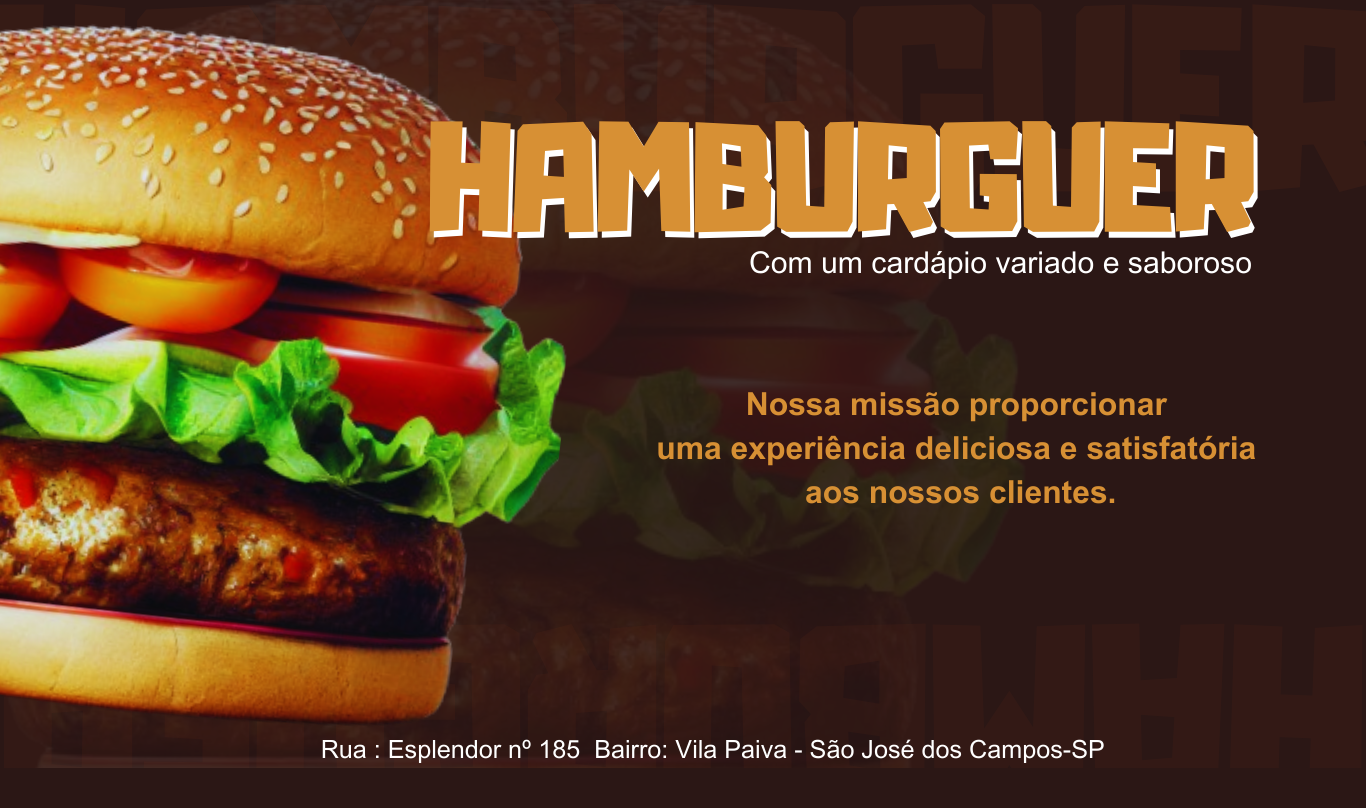 HAMBURGUER
Com um cardápio variado e saboroso
Nossa missão proporcionar
uma experiência deliciosa e satisfatória
aos nossos clientes.
Rua : Esplendor nº 185  Bairro: Vila Paiva - São José dos Campos-SP